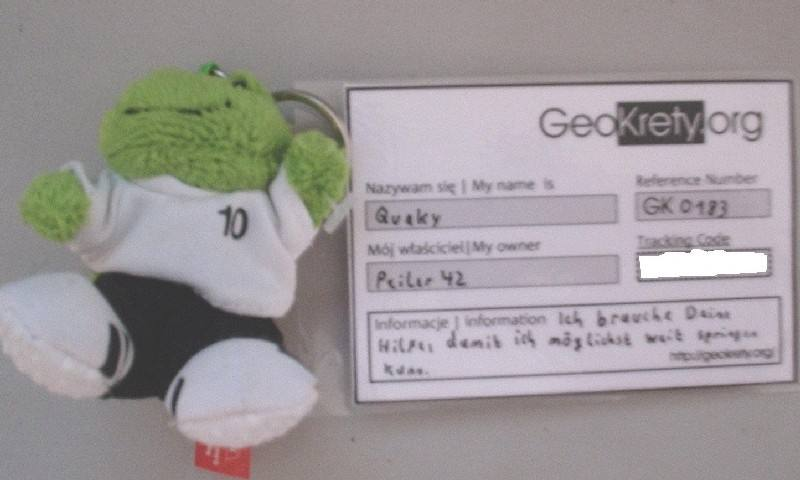 10
GeoKrety.org
Nazywam się | My name is
Quaky
Reference Number
GK 0183
Mój właściciel | My owner
Peiler 42
Tracking Code
Informacje | information Ich brauche Deine
Hilfe, damit ich möglichst weit springen
kann.
http://geokrety.org/